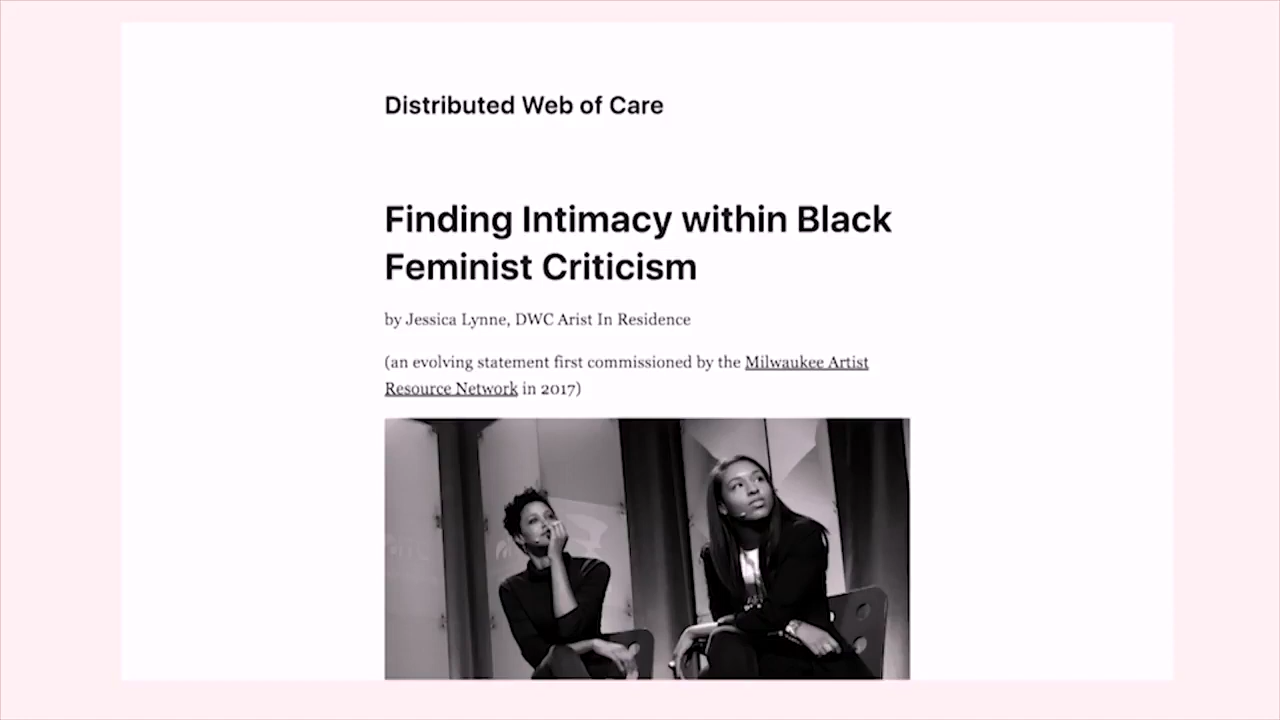 Distributed Web of Care
Finding Intimacy within Black
Feminist Criticism
by Jessica Lynne, DWC Arist In Residence
(an evolving statement first commissioned by the Milwaukee Artist
Resource Network in 2017)